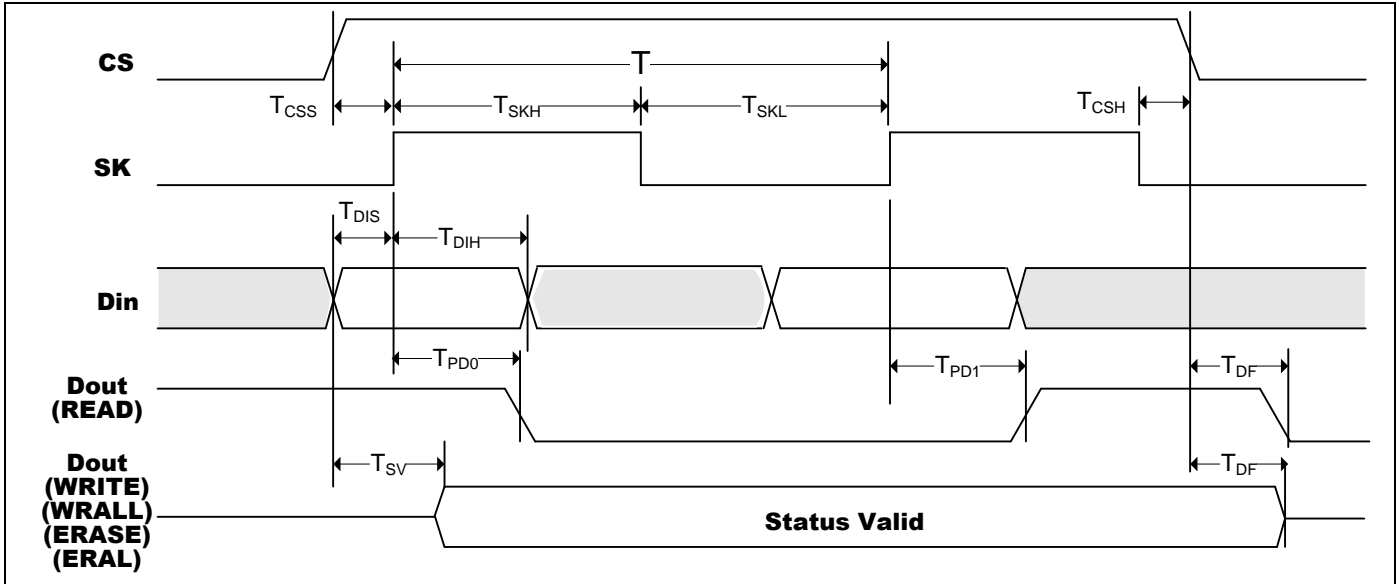 CS
T
TCSS
TSKH
TSKL
TCSH
SK
TDIS
TDIH
Din
TPD0
TPD1
TDF
Dout
(READ)
Dout
(WRITE)
(WRALL)
(ERASE)
(ERAL)
TSV
TDF
Status Valid